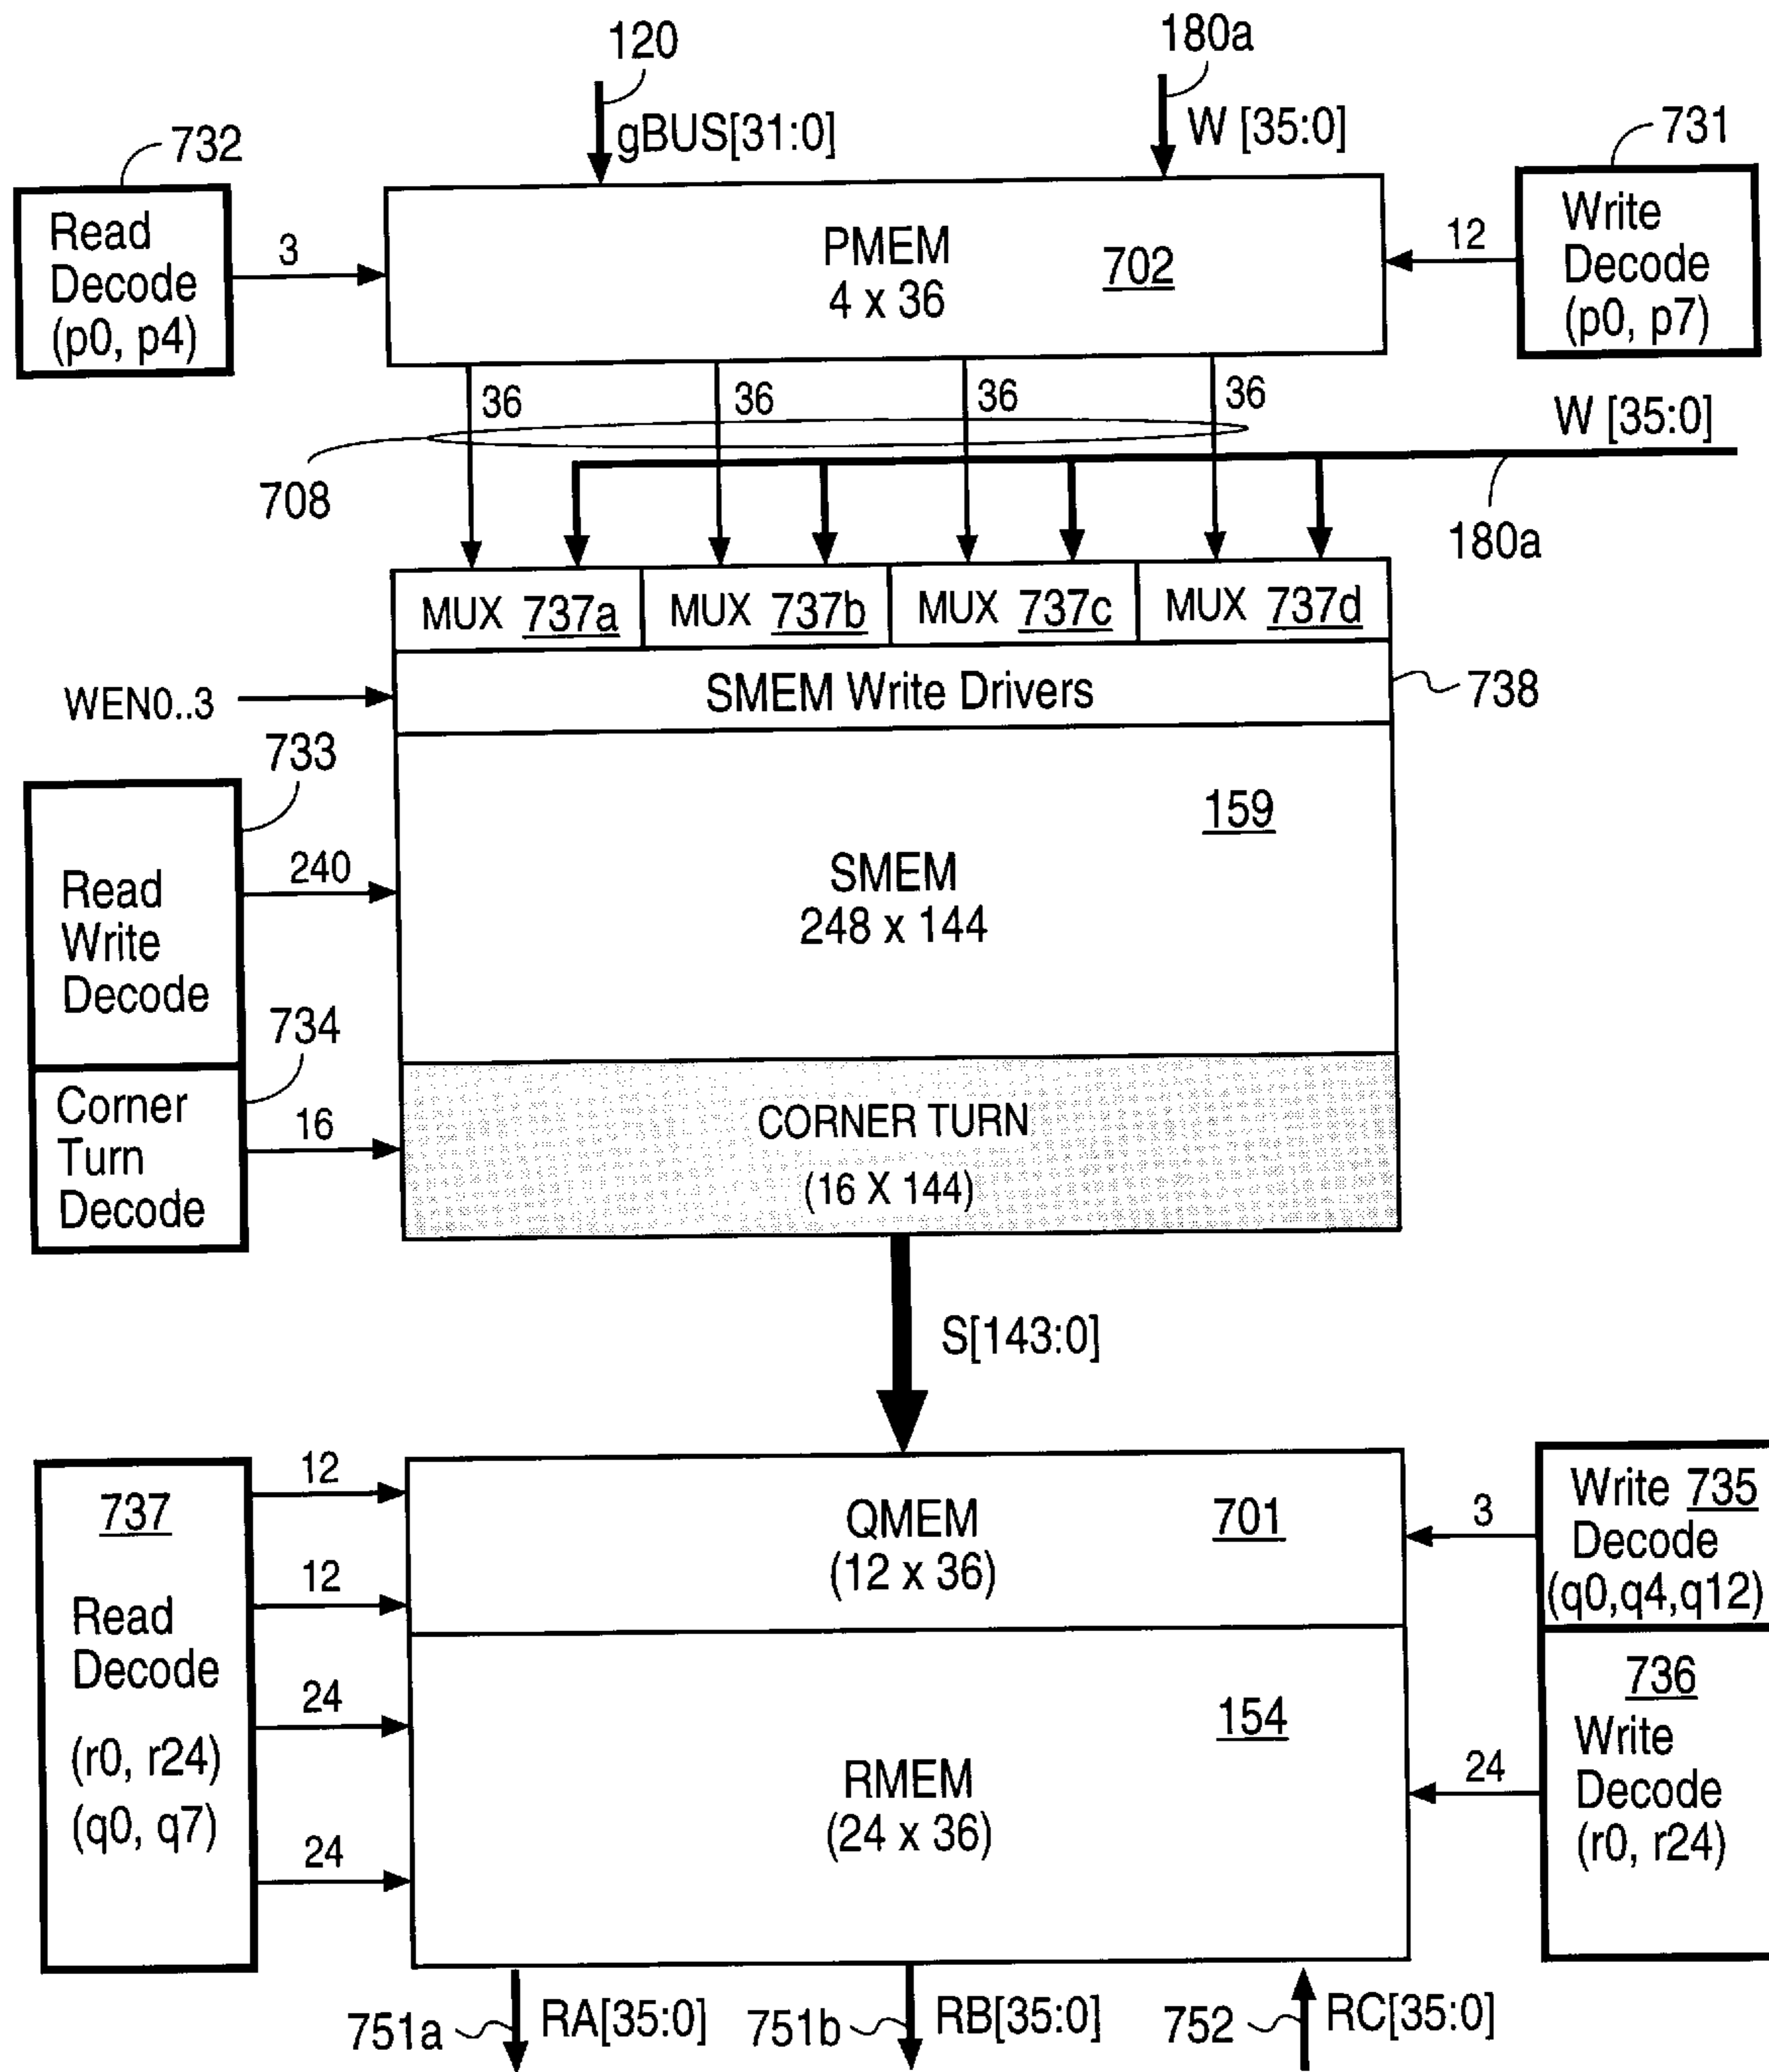 120
180a
gBUS[31:0]
W [35:0]
732
731
Read
Decode
(p0, p4)
3
PMEM
4 x 36
702
12
Write
Decode
(p0, p7)
36
36
36
36
W [35:0]
708
180a
MUX 737a
MUX 737b
MUX 737c
MUX 737d
WEN0..3
SMEM Write Drivers
738
733
159
Read
Write
Decode
240
SMEM
248 x 144
734
Corner
Turn
Decode
16
CORNER TURN
(16 X 144)
S[143:0]
737
Read
Decode
(r0, r24)
(q0, q7)
12
12
24
24
QMEM
(12 x 36)
701
3
Write 735
Decode
(q0,q4,q12)
RMEM
(24 x 36)
154
24
736
Write
Decode
(r0, r24)
751a
RA[35:0]
751b
RB[35:0]
752
RC[35:0]